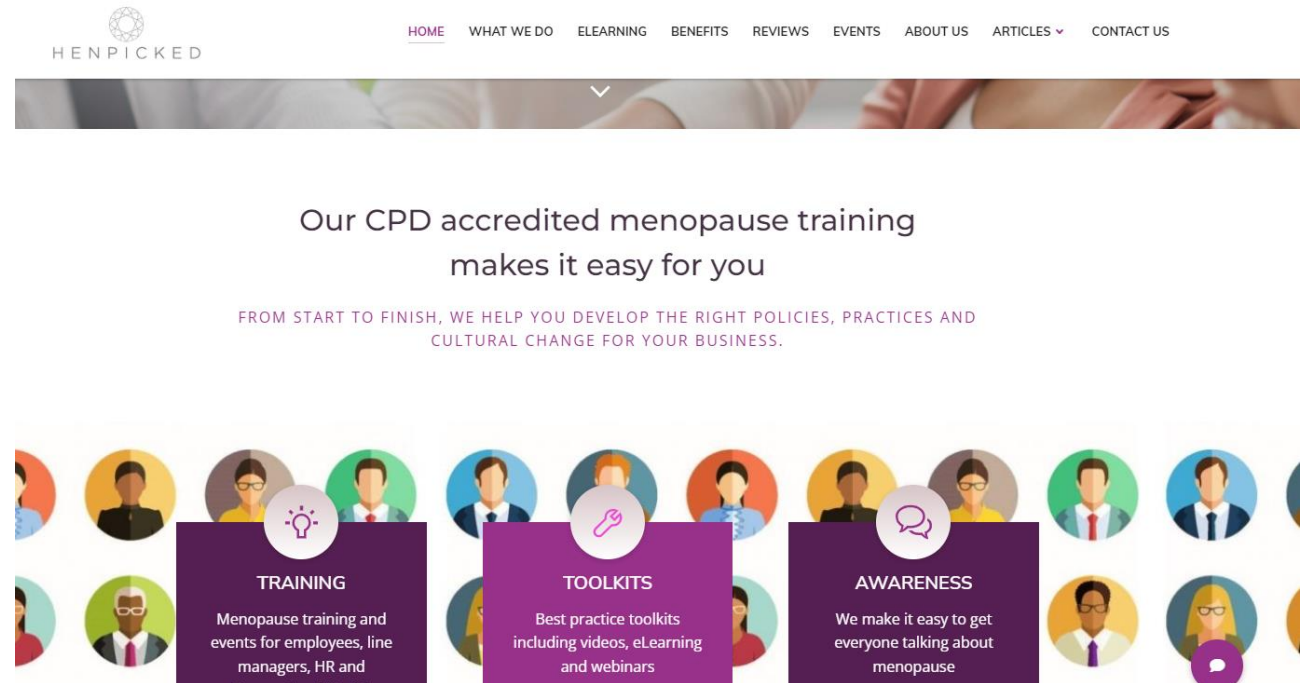 HENPICKED
HOME WHAT WE DO ELEARNING BENEFITS REVIEWS EVENTS ABOUT US ARTICLES CONTACT US
Our CPD accredited menopause training
makes it easy for you
FROM START TO FINISH, WE HELP YOU DEVELOP THE RIGHT POLICIES, PRACTICES AND
CULTURAL CHANGE FOR YOUR BUSINESS.
TRAINING
Menopause training and
events for employees, line
managers, HR and
TOOLKITS
Best practice toolkits
including videos, eLearning
and webinars
AWARENESS
We make it easy to get
everyone talking about
menopause